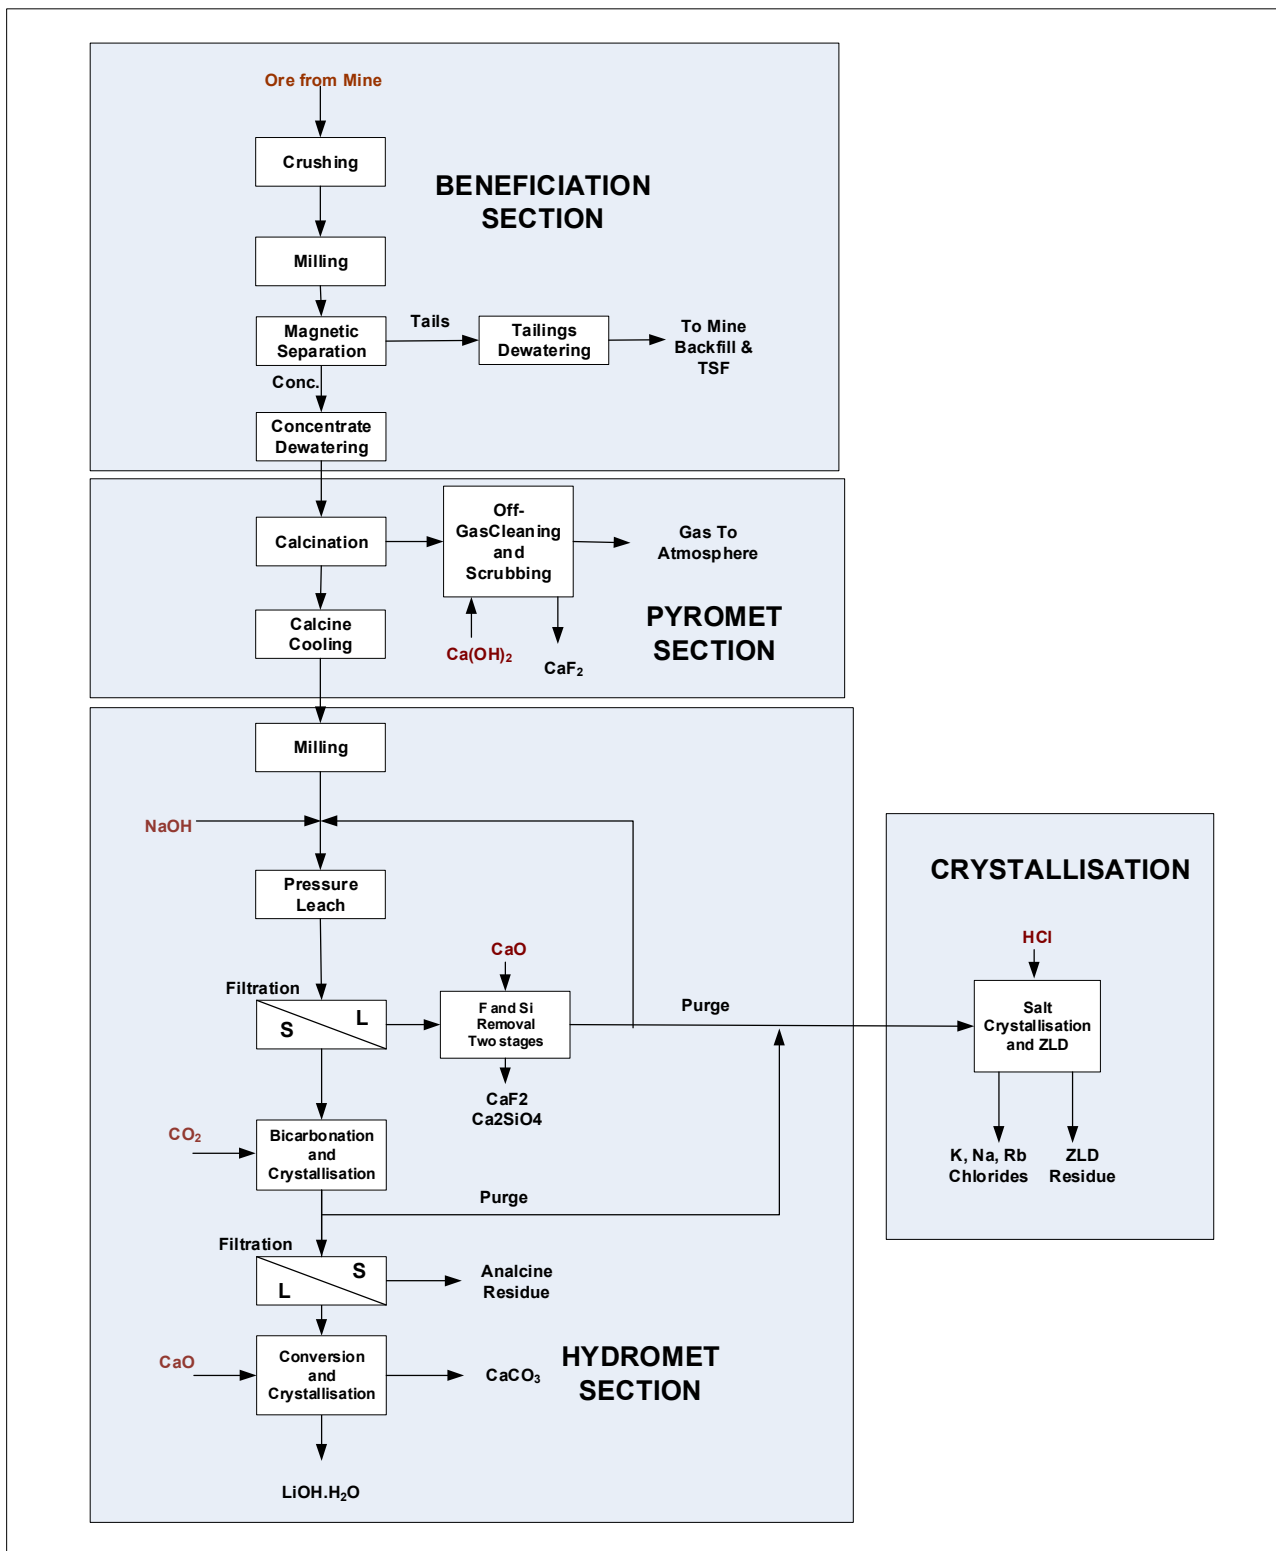 Ore from Mine
Crushing
BENEFICIATION
SECTION
Milling
Magnetic
Separation
Tails
Tailings
Dewatering
To Mine
Backfill &
TSF
Conc.
Concentrate
Dewatering
Calcination
Off-
GasCleaning
and
Scrubbing
Gas To
Atmosphere
Calcine
Cooling
Ca(OH)₂
CaF₂
PYROMET
SECTION
Milling
NaOH
Pressure
Leach
Filtration
S
L
CaO
F and Si
Removal
Two stages
CaF2
Ca2SiO4
Purge
CRYSTALLISATION
HCl
Salt
Crystallisation
and ZLD
K, Na, Rb
Chlorides
ZLD
Residue
CO₂
Bicarbonation
and
Crystallisation
Purge
Filtration
S
L
Analcine
Residue
CaO
Conversion
and
Crystallisation
CaCO₃
HYDROMET
SECTION
LiOH.H₂O